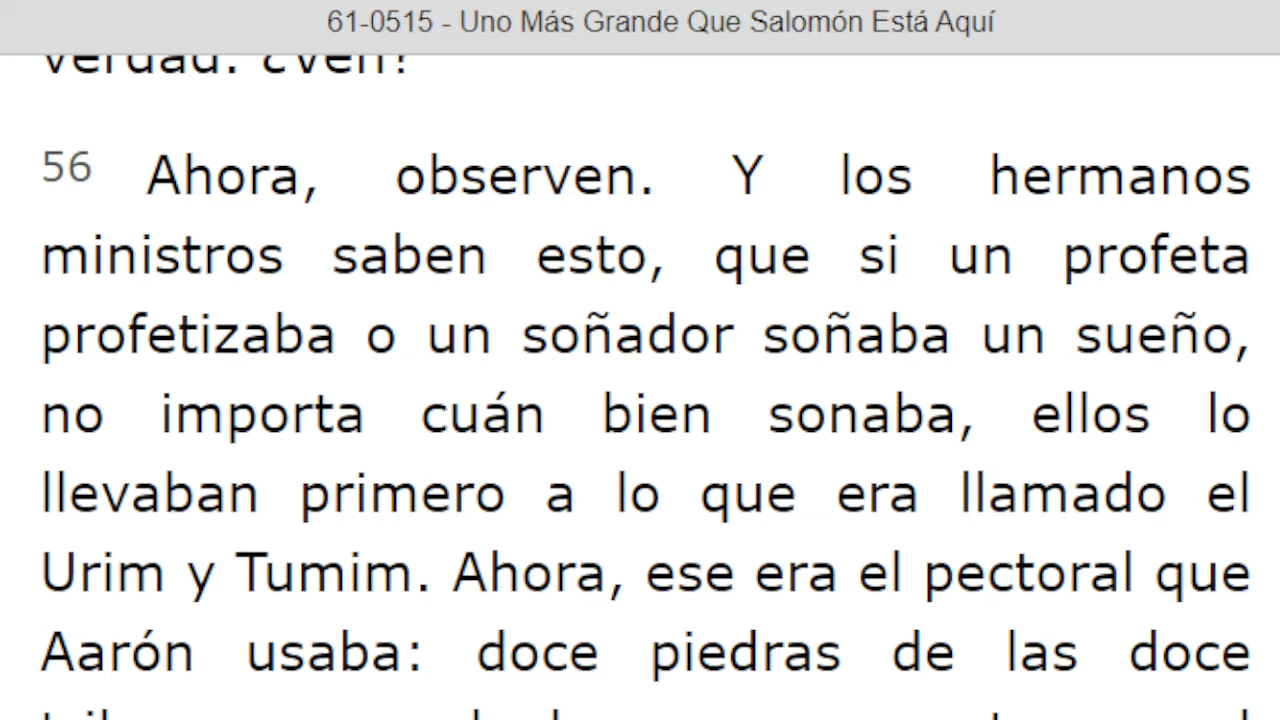 61-0515 - Uno Más Grande Que Salomón Está Aquí
verdad. ¿Ven?
56 Ahora, observen. Y los hermanos
ministros saben esto, que si un profeta
profetizaba o un soñador soñaba un sueño,
no importa cuán bien sonaba, ellos lo
llevaban primero a lo que era llamado el
Urim y Tumim. Ahora, ese era el pectoral que
Aarón usaba: doce piedras de las doce